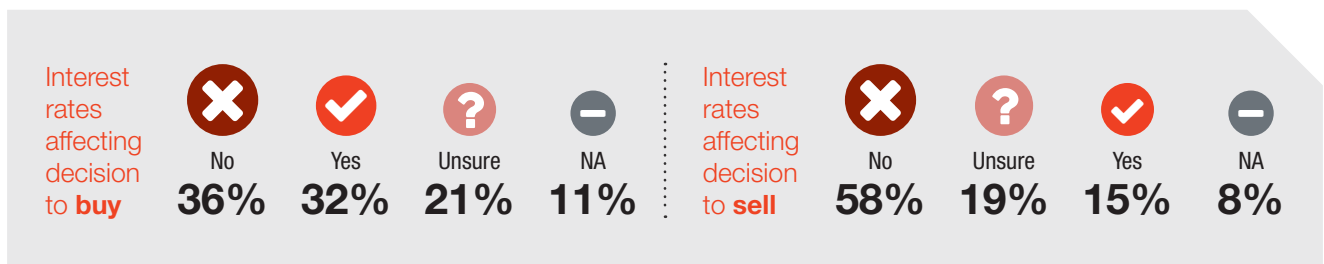 Interest
rates
affecting
decision
to buy
No
36%
Yes
32%
Unsure
21%
NA
11%
Interest
rates
affecting
decision
to sell
No
58%
Unsure
19%
Yes
15%
NA
8%